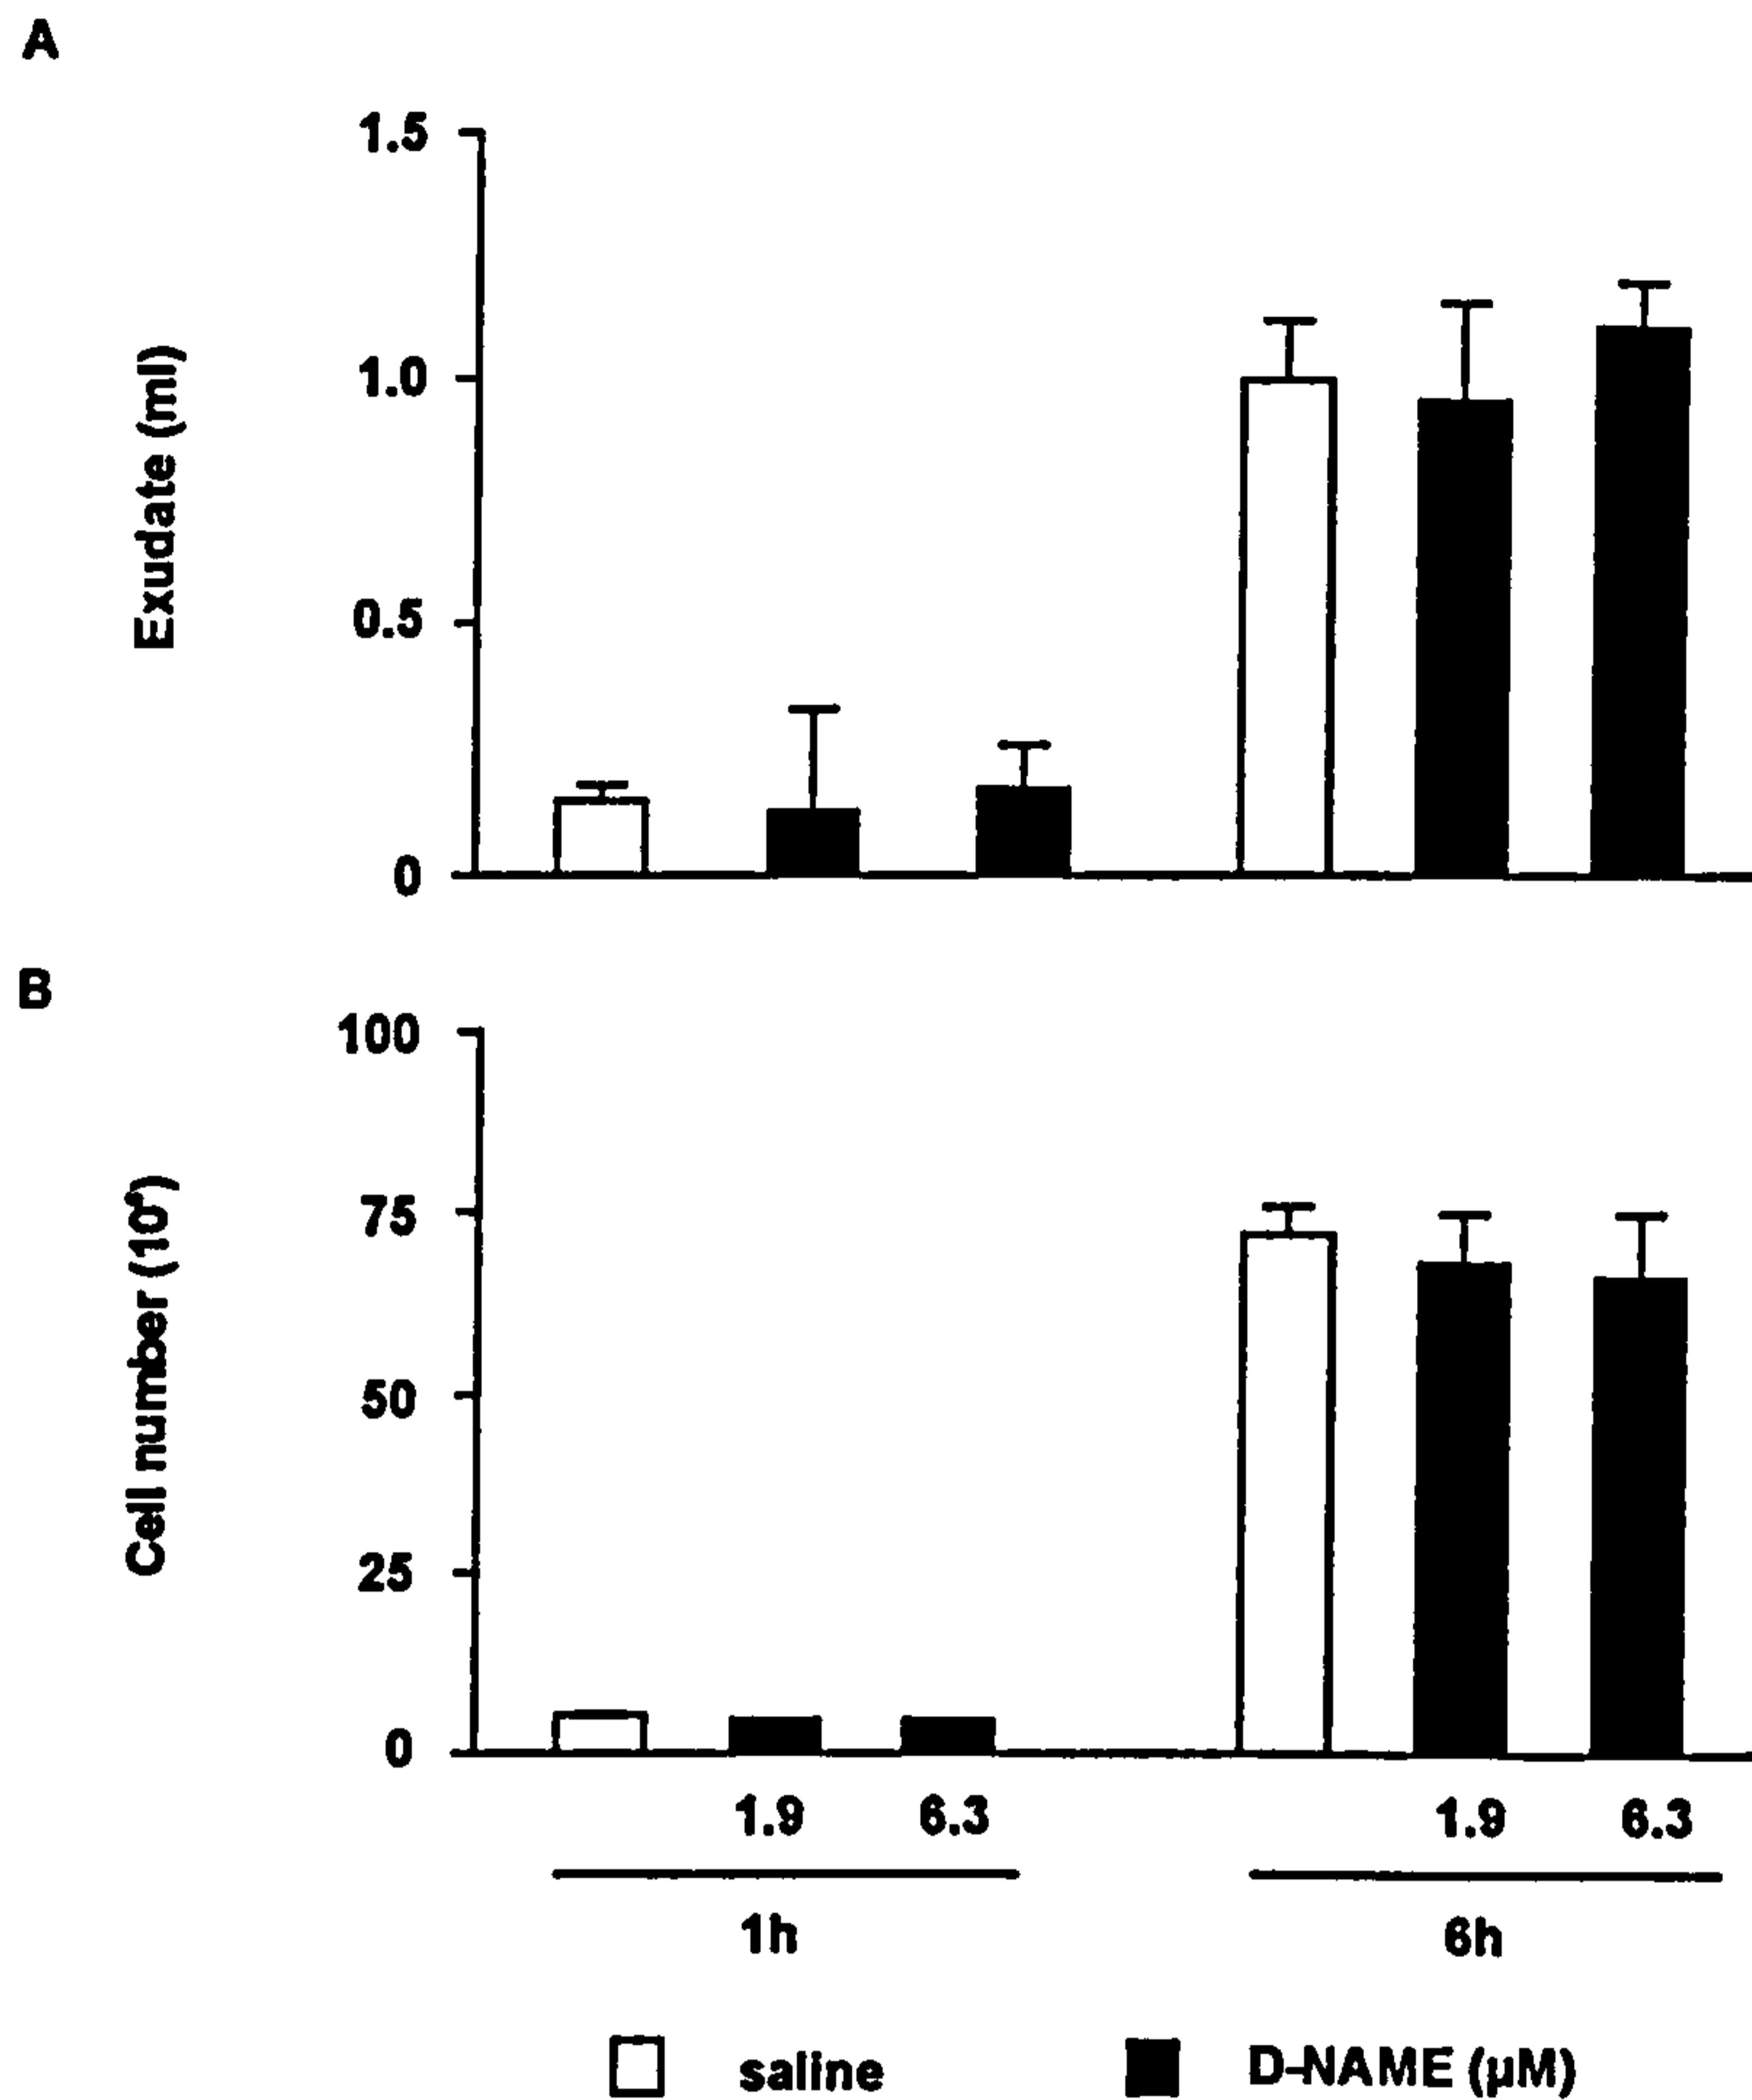 A
1.5
1.0
0.5
0
Exudate (ml)
B
100
75
50
25
0
Cell number (10⁶)
1.9 6.3 1.9 6.3
1h 6h
saline D-NAME (µM)